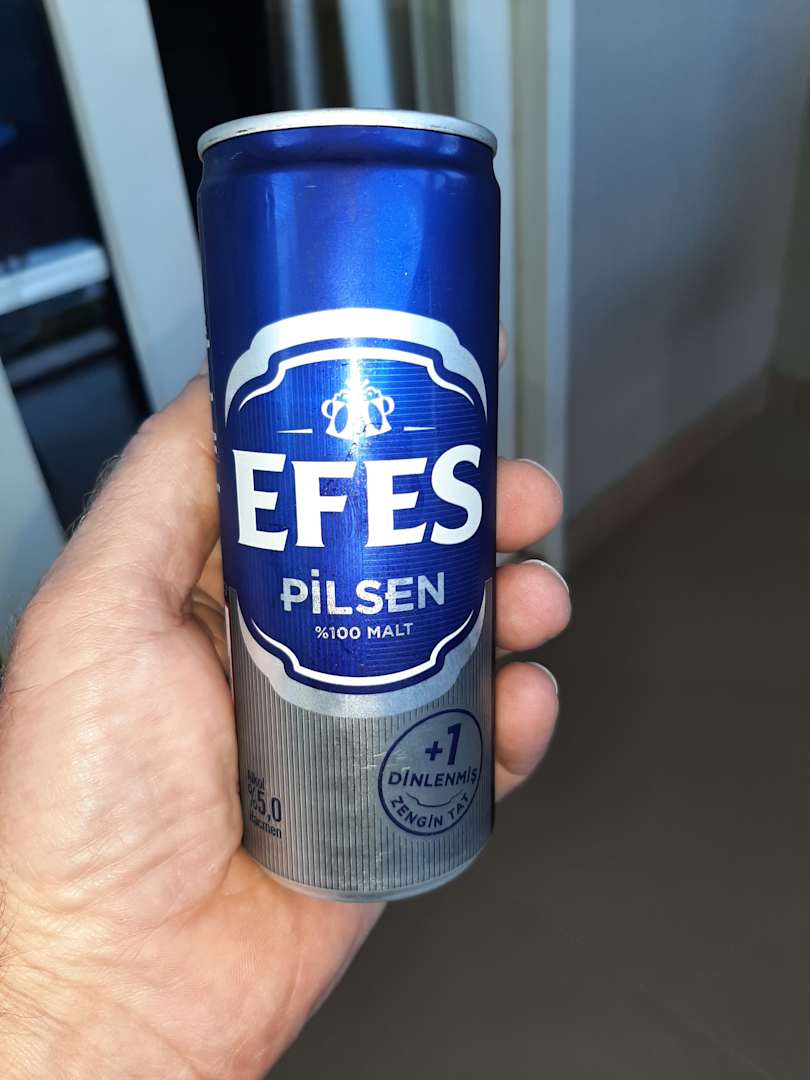 EFES
PİLSEN
%100 MALT
+1
DİNLENMİŞ
ZENGİN TAT
Alkol
%5,0
Hacmen